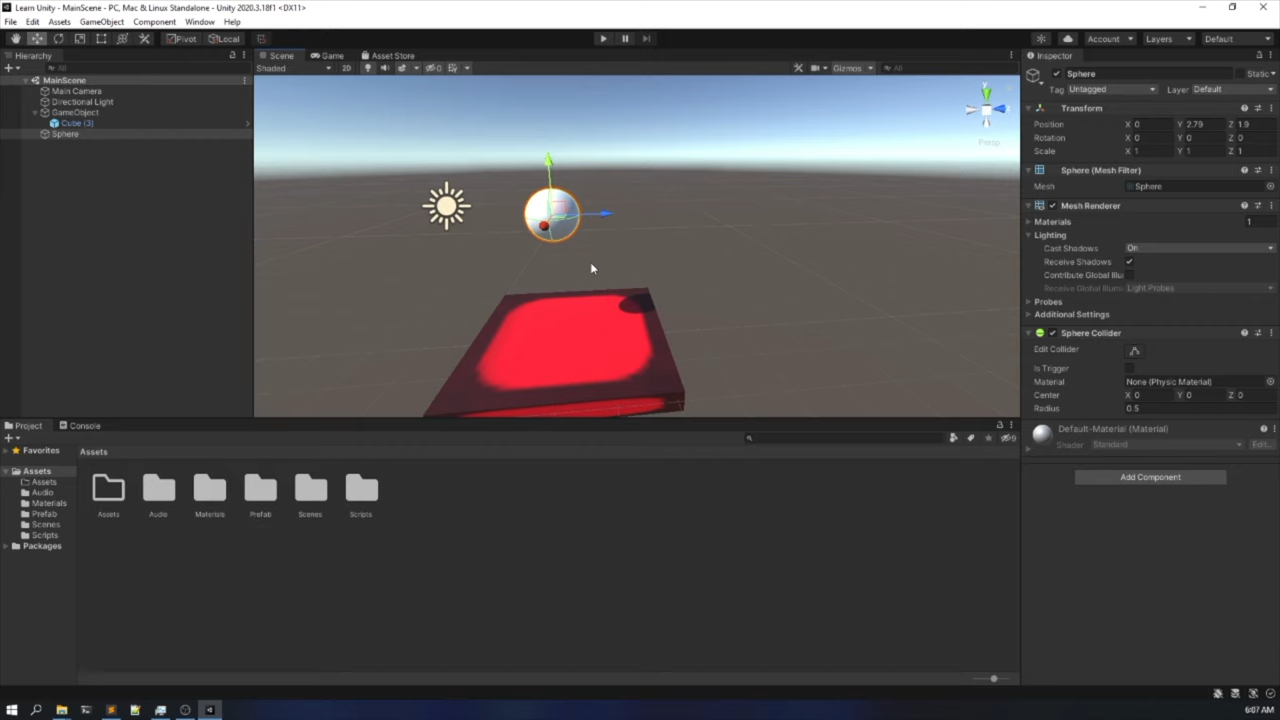 Learn Unity - MainScene - PC, Mac & Linux Standalone - Unity 2020.3.18f1 <DX11>
File Edit Assets GameObject Component Window Help
Pivot Local Account Layers Default
Hierarchy
All
MainScene
Main Camera
Directional Light
GameObject
Cube (3)
Sphere
Scene Game Asset Store
Shaded 2D 0 Gizmos All
y
z
Persp
Inspector
Sphere Static
Tag Untagged Layer Default
Transform
Position X 0 Y 2.79 Z 1.9
Rotation X 0 Y 0 Z 0
Scale X 1 Y 1 Z 1
Sphere (Mesh Filter)
Mesh Sphere
Mesh Renderer
Materials 1
Lighting
Cast Shadows On
Receive Shadows
Contribute Global Illui
Receive Global Illumi Light Probes
Probes
Additional Settings
Sphere Collider
Edit Collider
Is Trigger
Material None (Physic Material)
Center X 0 Y 0 Z 0
Radius 0.5
Default-Material (Material)
Shader Standard Edit...
Add Component
Project Console
Favorites
Assets
Assets
Audio
Materials
Prefab
Scenes
Scripts
Packages
Assets
Assets Audio Materials Prefab Scenes Scripts
6:07 AM